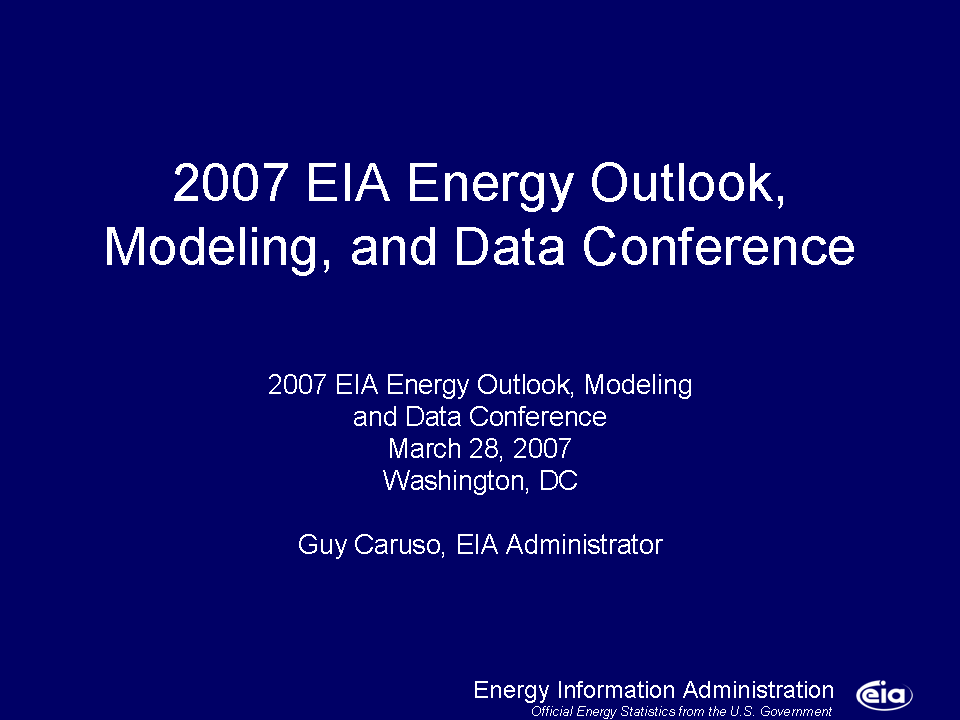 2007 EIA Energy Outlook,
Modeling, and Data Conference
2007 EIA Energy Outlook, Modeling
and Data Conference
March 28, 2007
Washington, DC
Guy Caruso, EIA Administrator
Energy Information Administration
Official Energy Statistics from the U.S. Government
eia